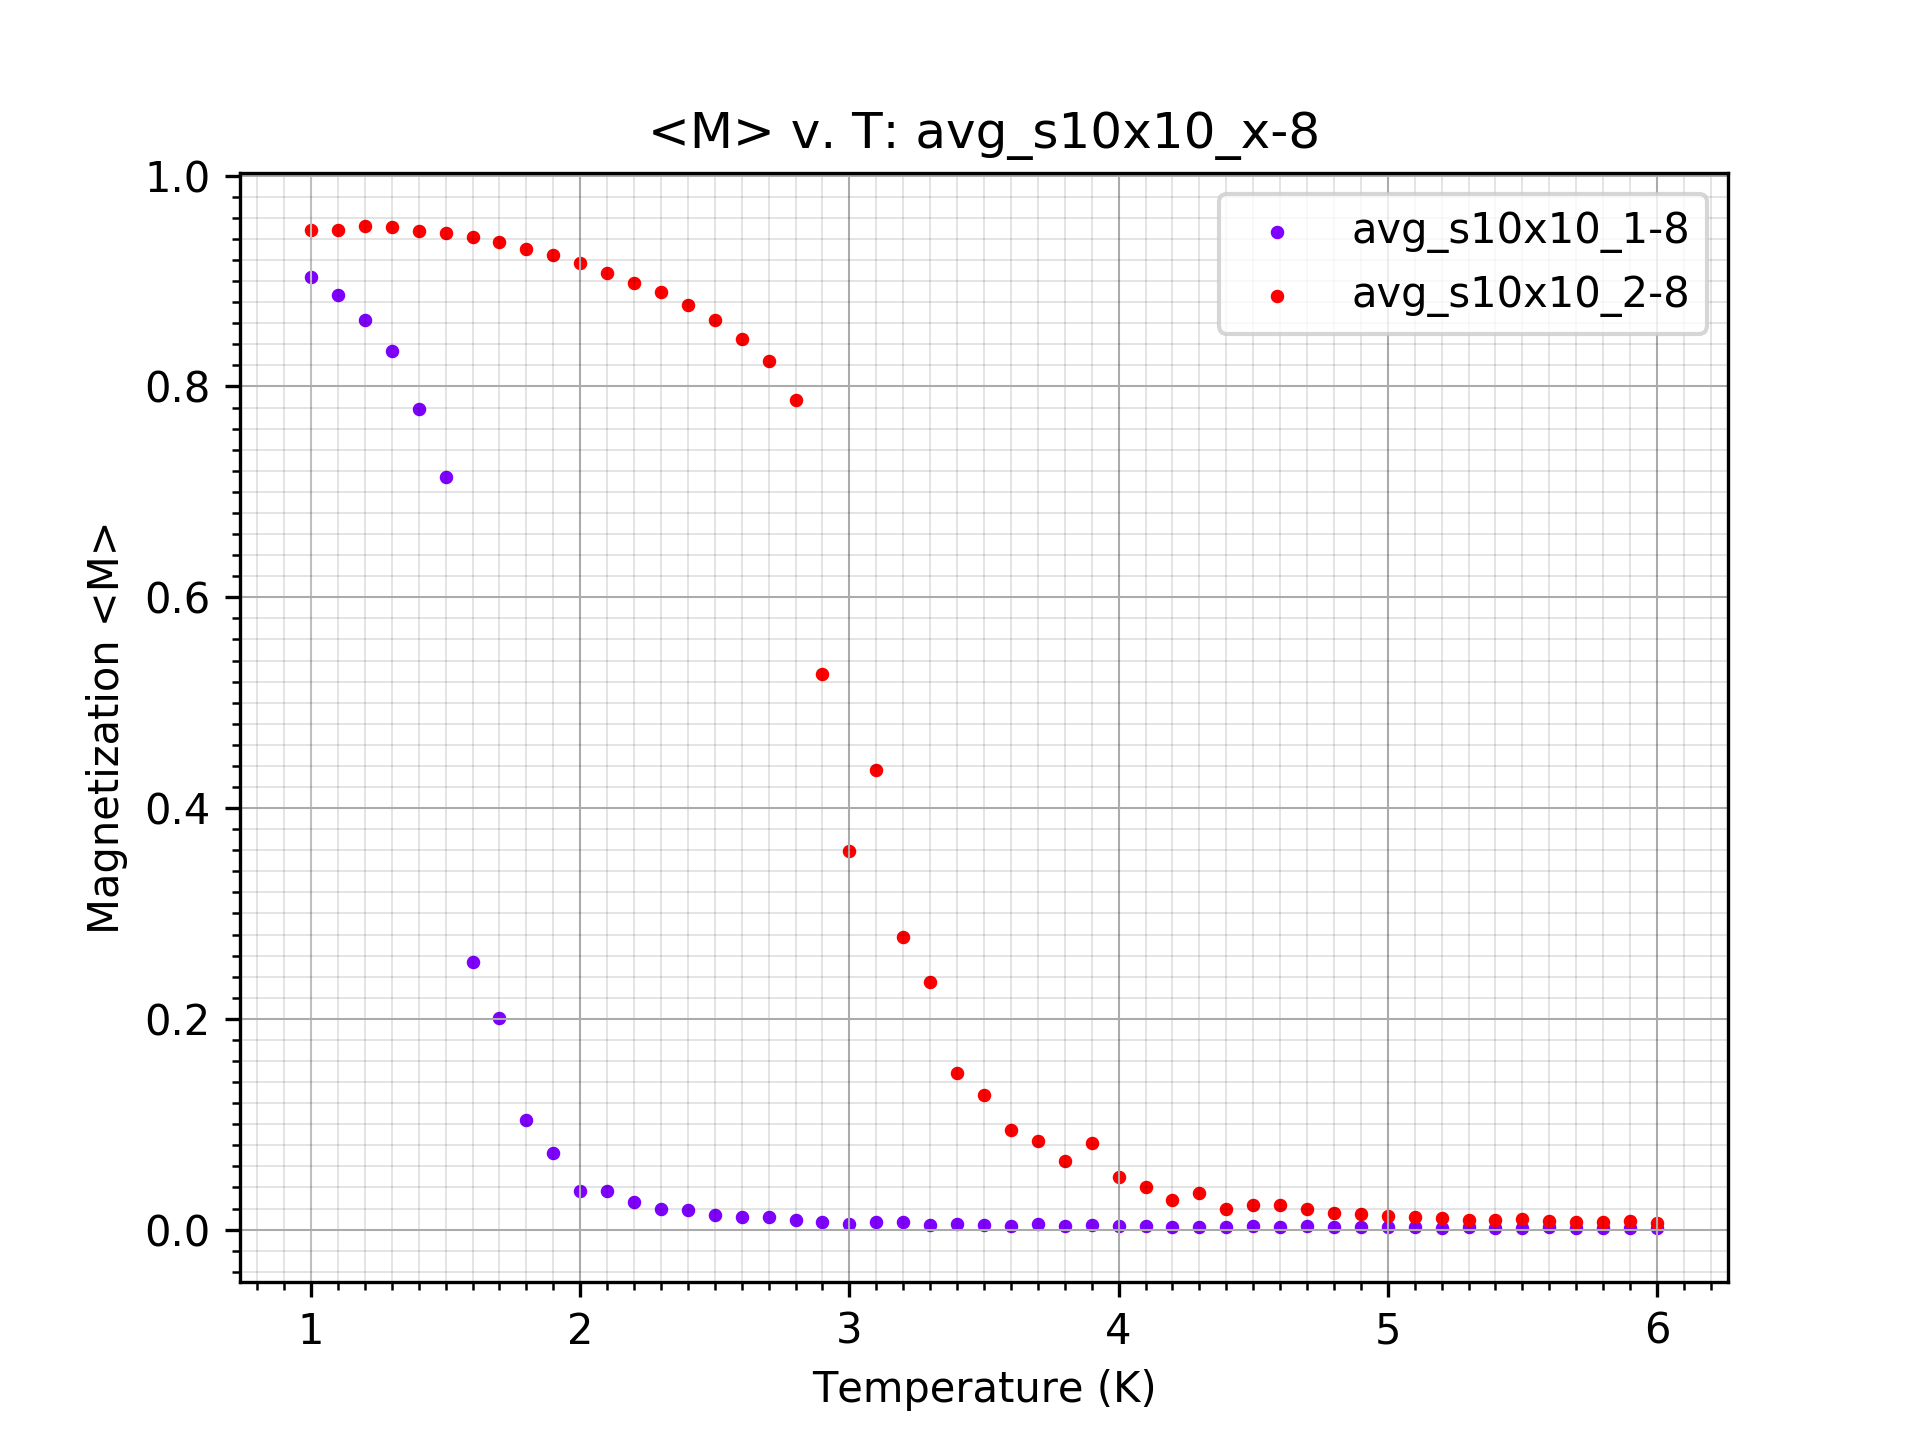 <M> v. T: avg_s10x10_x-8
avg_s10x10_1-8
avg_s10x10_2-8
1.0
0.8
0.6
0.4
0.2
0.0
Magnetization <M>
1 2 3 4 5 6
Temperature (K)